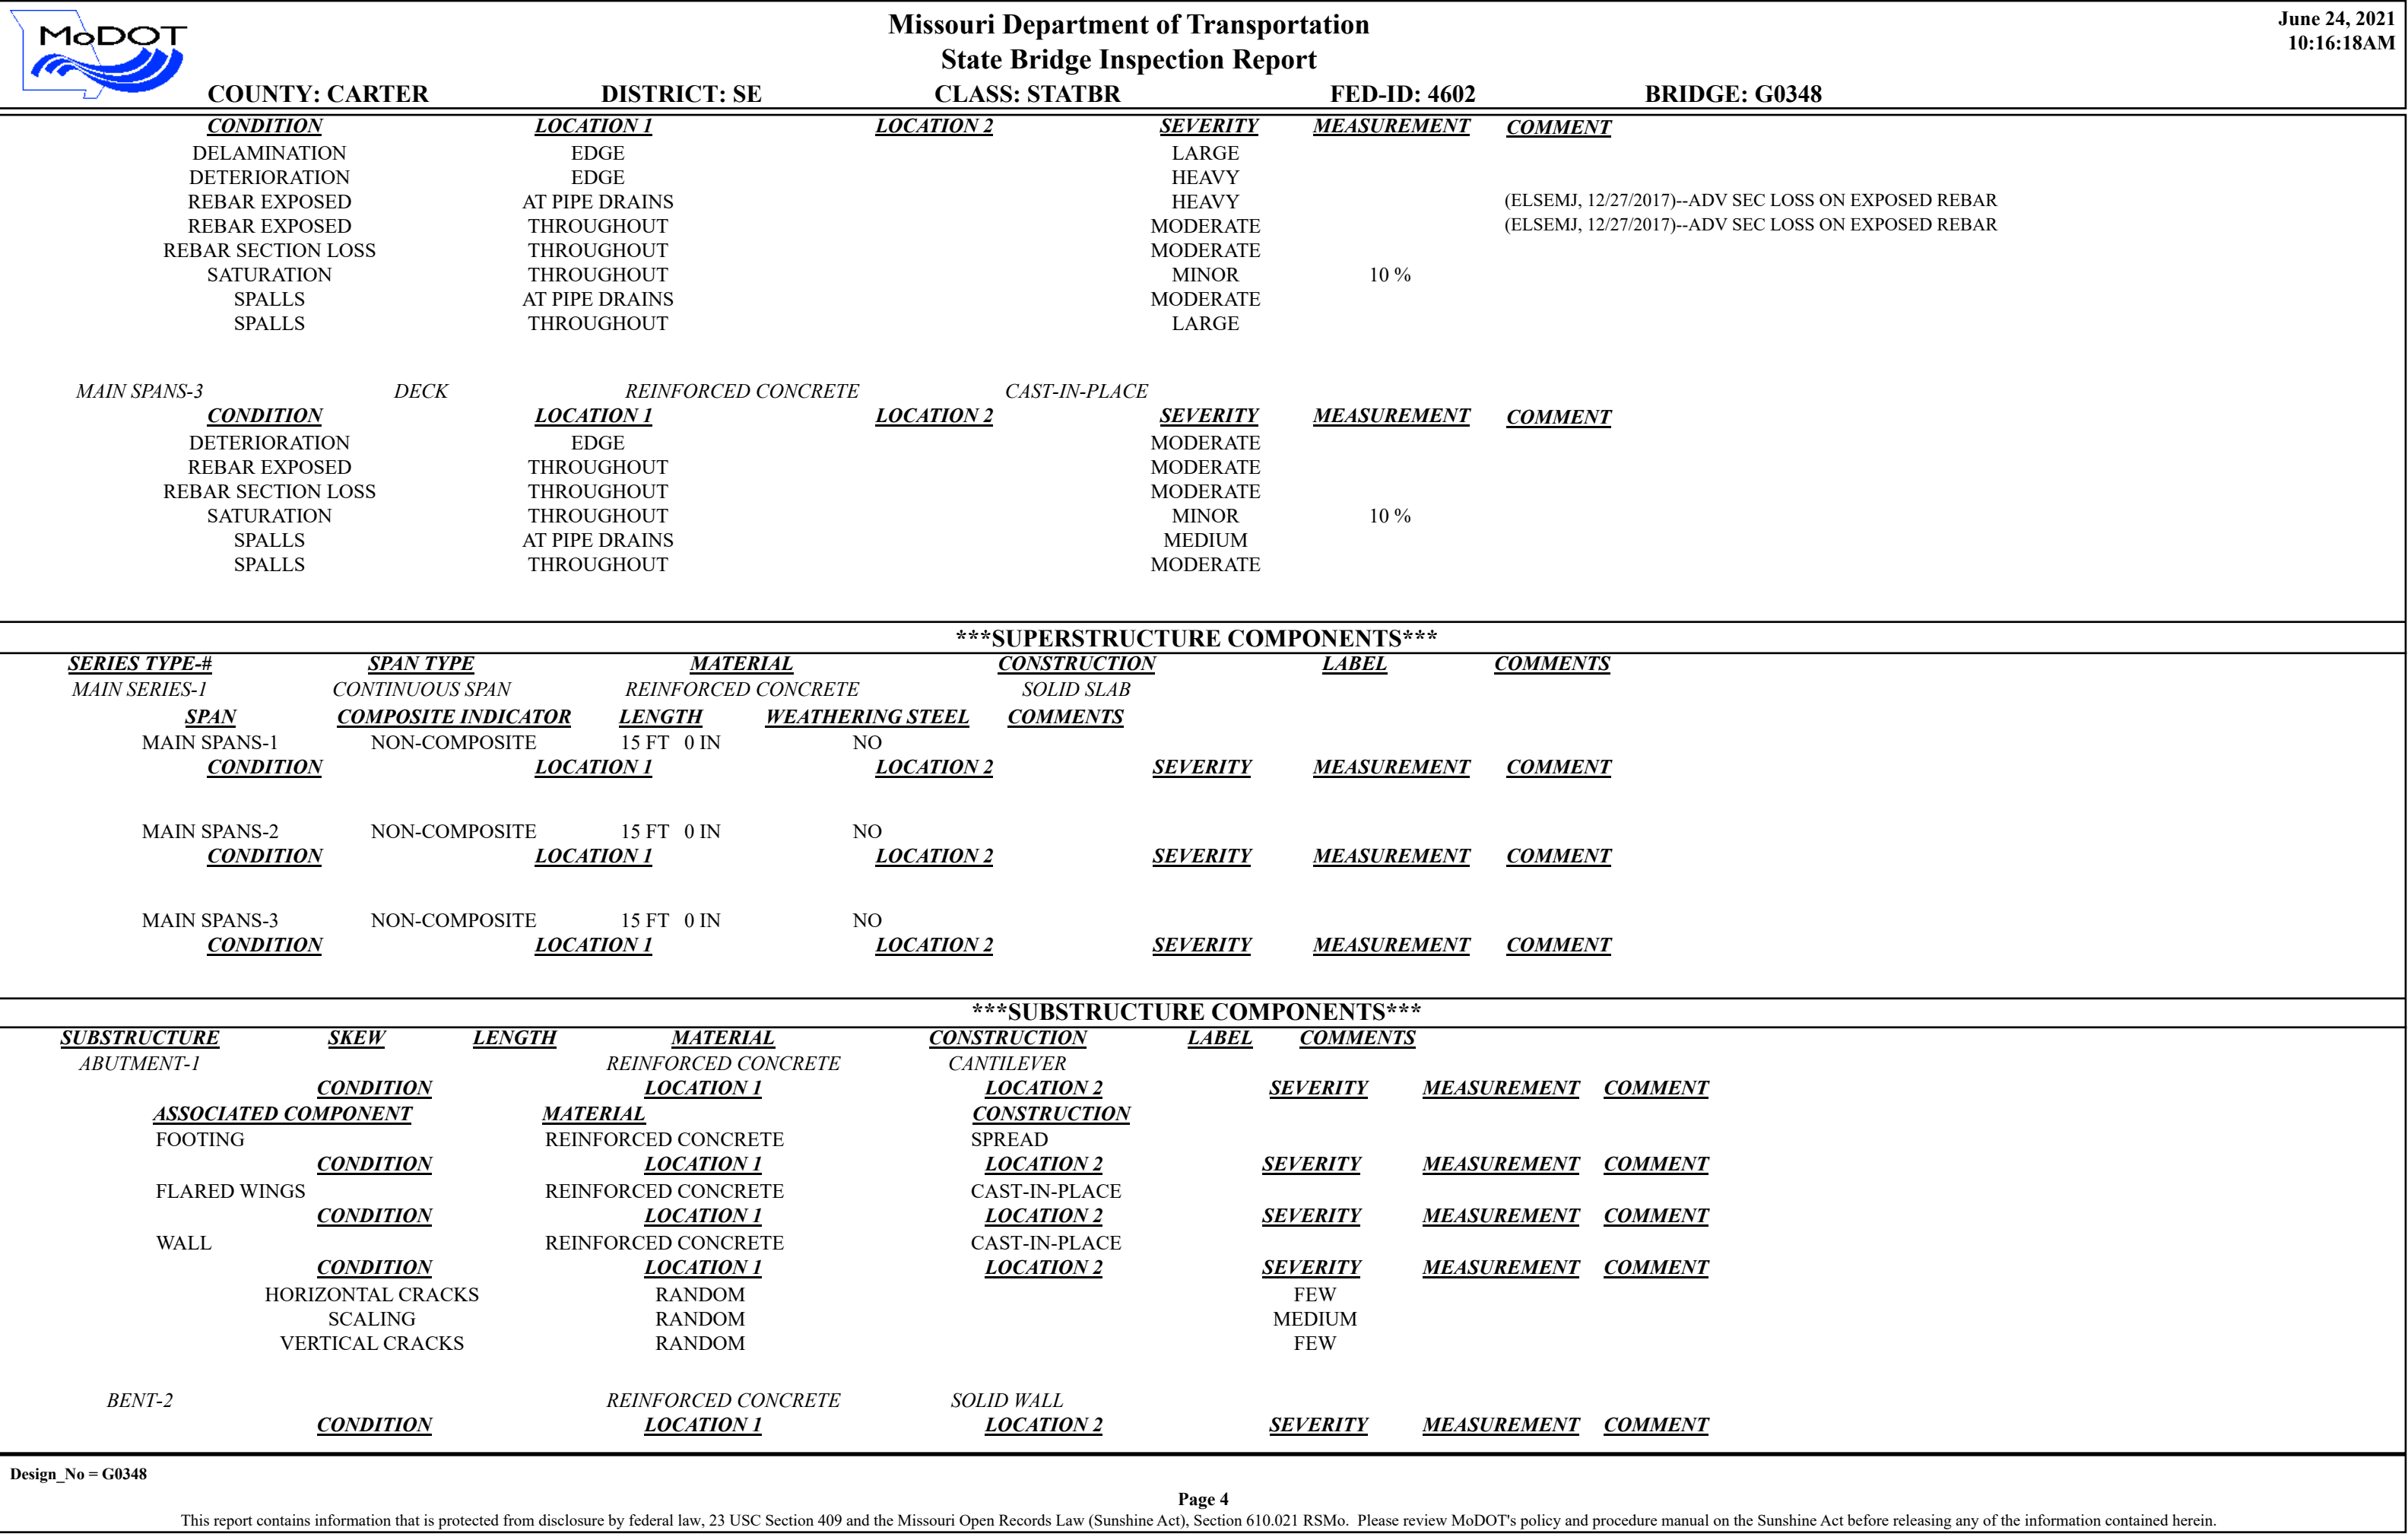 MoDOT
Missouri Department of Transportation
State Bridge Inspection Report
June 24, 2021
10:16:18AM
COUNTY: CARTER DISTRICT: SE CLASS: STATBR FED-ID: 4602 BRIDGE: G0348
CONDITION LOCATION 1 LOCATION 2 SEVERITY MEASUREMENT COMMENT
DELAMINATION EDGE LARGE
DETERIORATION EDGE HEAVY
REBAR EXPOSED AT PIPE DRAINS HEAVY (ELSEMJ, 12/27/2017)--ADV SEC LOSS ON EXPOSED REBAR
REBAR EXPOSED THROUGHOUT MODERATE (ELSEMJ, 12/27/2017)--ADV SEC LOSS ON EXPOSED REBAR
REBAR SECTION LOSS THROUGHOUT MODERATE
SATURATION THROUGHOUT MINOR 10 %
SPALLS AT PIPE DRAINS MODERATE
SPALLS THROUGHOUT LARGE
MAIN SPANS-3 DECK REINFORCED CONCRETE CAST-IN-PLACE
CONDITION LOCATION 1 LOCATION 2 SEVERITY MEASUREMENT COMMENT
DETERIORATION EDGE MODERATE
REBAR EXPOSED THROUGHOUT MODERATE
REBAR SECTION LOSS THROUGHOUT MODERATE
SATURATION THROUGHOUT MINOR 10 %
SPALLS AT PIPE DRAINS MEDIUM
SPALLS THROUGHOUT MODERATE
***SUPERSTRUCTURE COMPONENTS***
SERIES TYPE-# SPAN TYPE MATERIAL CONSTRUCTION LABEL COMMENTS
MAIN SERIES-1 CONTINUOUS SPAN REINFORCED CONCRETE SOLID SLAB
SPAN COMPOSITE INDICATOR LENGTH WEATHERING STEEL COMMENTS
MAIN SPANS-1 NON-COMPOSITE 15 FT 0 IN NO
CONDITION LOCATION 1 LOCATION 2 SEVERITY MEASUREMENT COMMENT
MAIN SPANS-2 NON-COMPOSITE 15 FT 0 IN NO
CONDITION LOCATION 1 LOCATION 2 SEVERITY MEASUREMENT COMMENT
MAIN SPANS-3 NON-COMPOSITE 15 FT 0 IN NO
CONDITION LOCATION 1 LOCATION 2 SEVERITY MEASUREMENT COMMENT
***SUBSTRUCTURE COMPONENTS***
SUBSTRUCTURE SKEW LENGTH MATERIAL CONSTRUCTION LABEL COMMENTS
ABUTMENT-1 REINFORCED CONCRETE CANTILEVER
CONDITION LOCATION 1 LOCATION 2 SEVERITY MEASUREMENT COMMENT
ASSOCIATED COMPONENT MATERIAL CONSTRUCTION
FOOTING REINFORCED CONCRETE SPREAD
CONDITION LOCATION 1 LOCATION 2 SEVERITY MEASUREMENT COMMENT
FLARED WINGS REINFORCED CONCRETE CAST-IN-PLACE
CONDITION LOCATION 1 LOCATION 2 SEVERITY MEASUREMENT COMMENT
WALL REINFORCED CONCRETE CAST-IN-PLACE
CONDITION LOCATION 1 LOCATION 2 SEVERITY MEASUREMENT COMMENT
HORIZONTAL CRACKS RANDOM FEW
SCALING RANDOM MEDIUM
VERTICAL CRACKS RANDOM FEW
BENT-2 REINFORCED CONCRETE SOLID WALL
CONDITION LOCATION 1 LOCATION 2 SEVERITY MEASUREMENT COMMENT
Design_No = G0348
Page 4
This report contains information that is protected from disclosure by federal law, 23 USC Section 409 and the Missouri Open Records Law (Sunshine Act), Section 610.021 RSMo. Please review MoDOT's policy and procedure manual on the Sunshine Act before releasing any of the information contained herein.